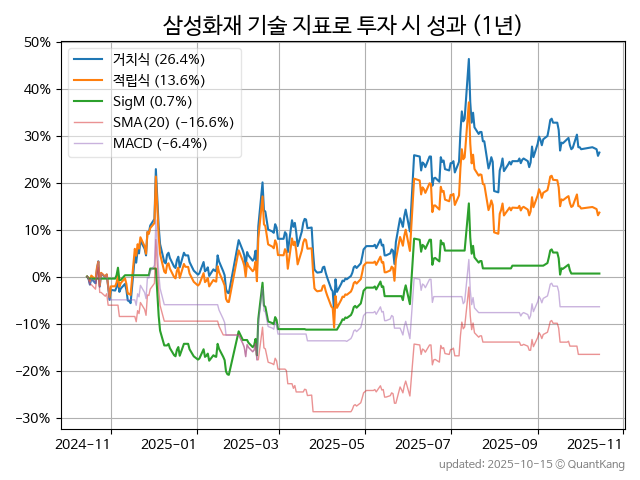 삼성화재 기술 지표로 투자 시 성과 (1년)
50%
40%
30%
20%
10%
0%
−10%
−20%
−30%
거치식 (26.4%)
적립식 (13.6%)
SigM (0.7%)
SMA(20) (−16.6%)
MACD (−6.4%)
2024-11 2025-01 2025-03 2025-05 2025-07 2025-09 2025-11
updated: 2025-10-15 © QuantKang